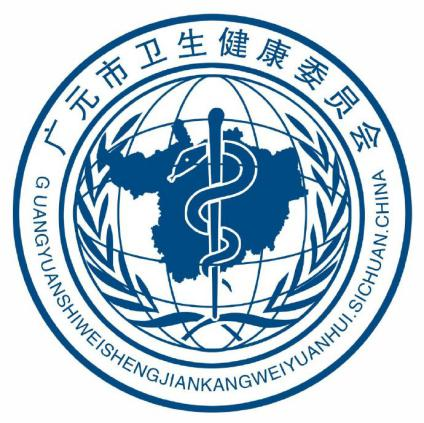 广元市卫生健康委员会
G UANGYUANSHIWEISHENGJIANKANGWEIYUANHUI.SICHUAN.CHINA